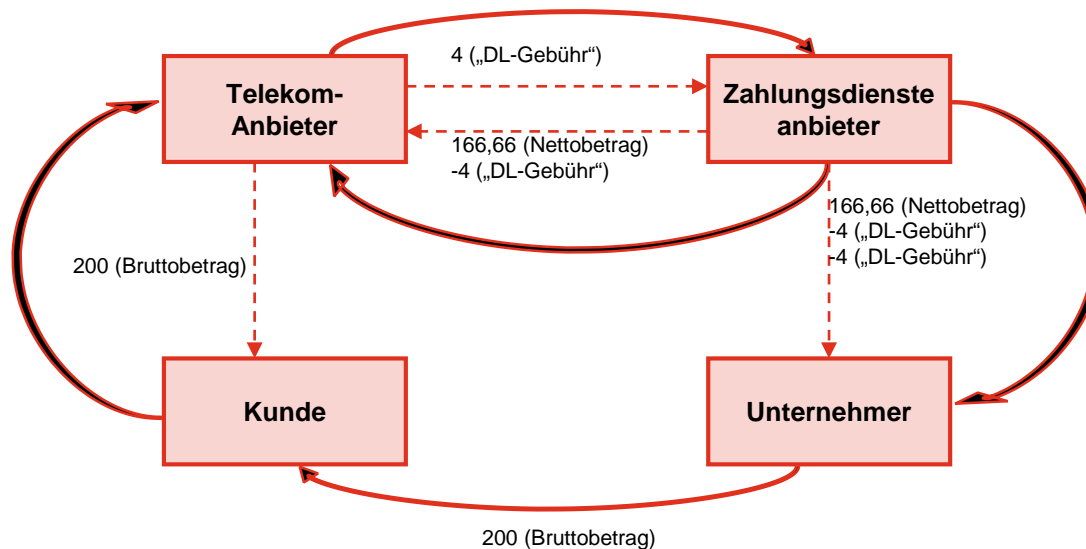 4 („DL-Gebühr“)
Telekom-
Anbieter
Zahlungsdienste
anbieter
166,66 (Nettobetrag)
-4 („DL-Gebühr“)
166,66 (Nettobetrag)
-4 („DL-Gebühr“)
-4 („DL-Gebühr“)
200 (Bruttobetrag)
Kunde
Unternehmer
200 (Bruttobetrag)